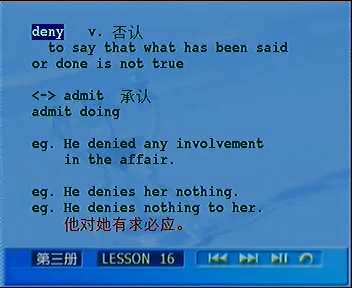 deny v. 否认
to say that what has been said
or done is not true
<-> admit 承认
admit doing
eg. He denied any involvement
in the affair.
eg. He denies her nothing.
eg. He denies nothing to her.
他对她有求必应。
第三册 LESSON 16